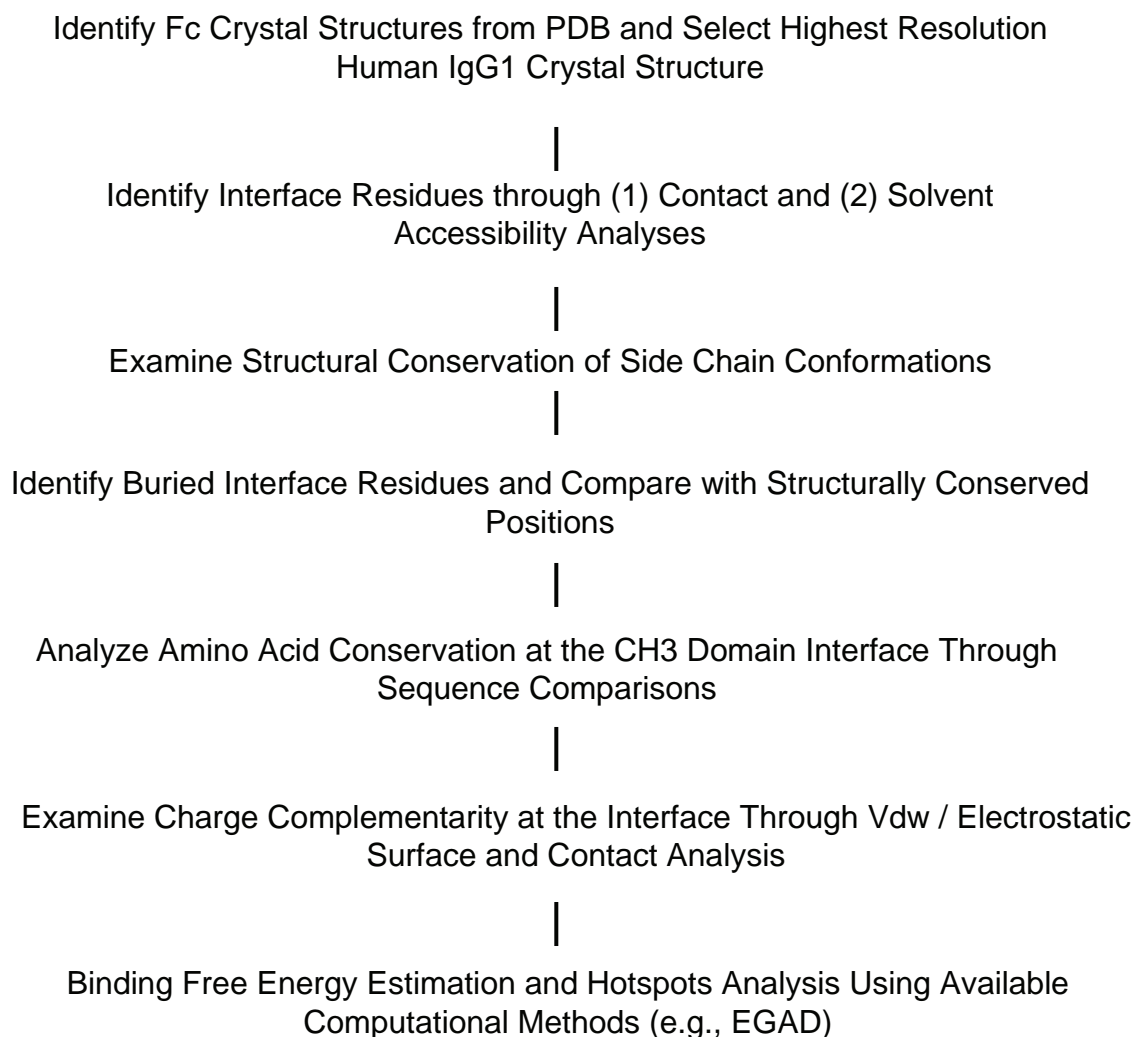 Identify Fc Crystal Structures from PDB and Select Highest Resolution
Human IgG1 Crystal Structure
Identify Interface Residues through (1) Contact and (2) Solvent
Accessibility Analyses
Examine Structural Conservation of Side Chain Conformations
Identify Buried Interface Residues and Compare with Structurally Conserved
Positions
Analyze Amino Acid Conservation at the CH3 Domain Interface Through
Sequence Comparisons
Examine Charge Complementarity at the Interface Through Vdw / Electrostatic
Surface and Contact Analysis
Binding Free Energy Estimation and Hotspots Analysis Using Available
Computational Methods (e.g., EGAD)